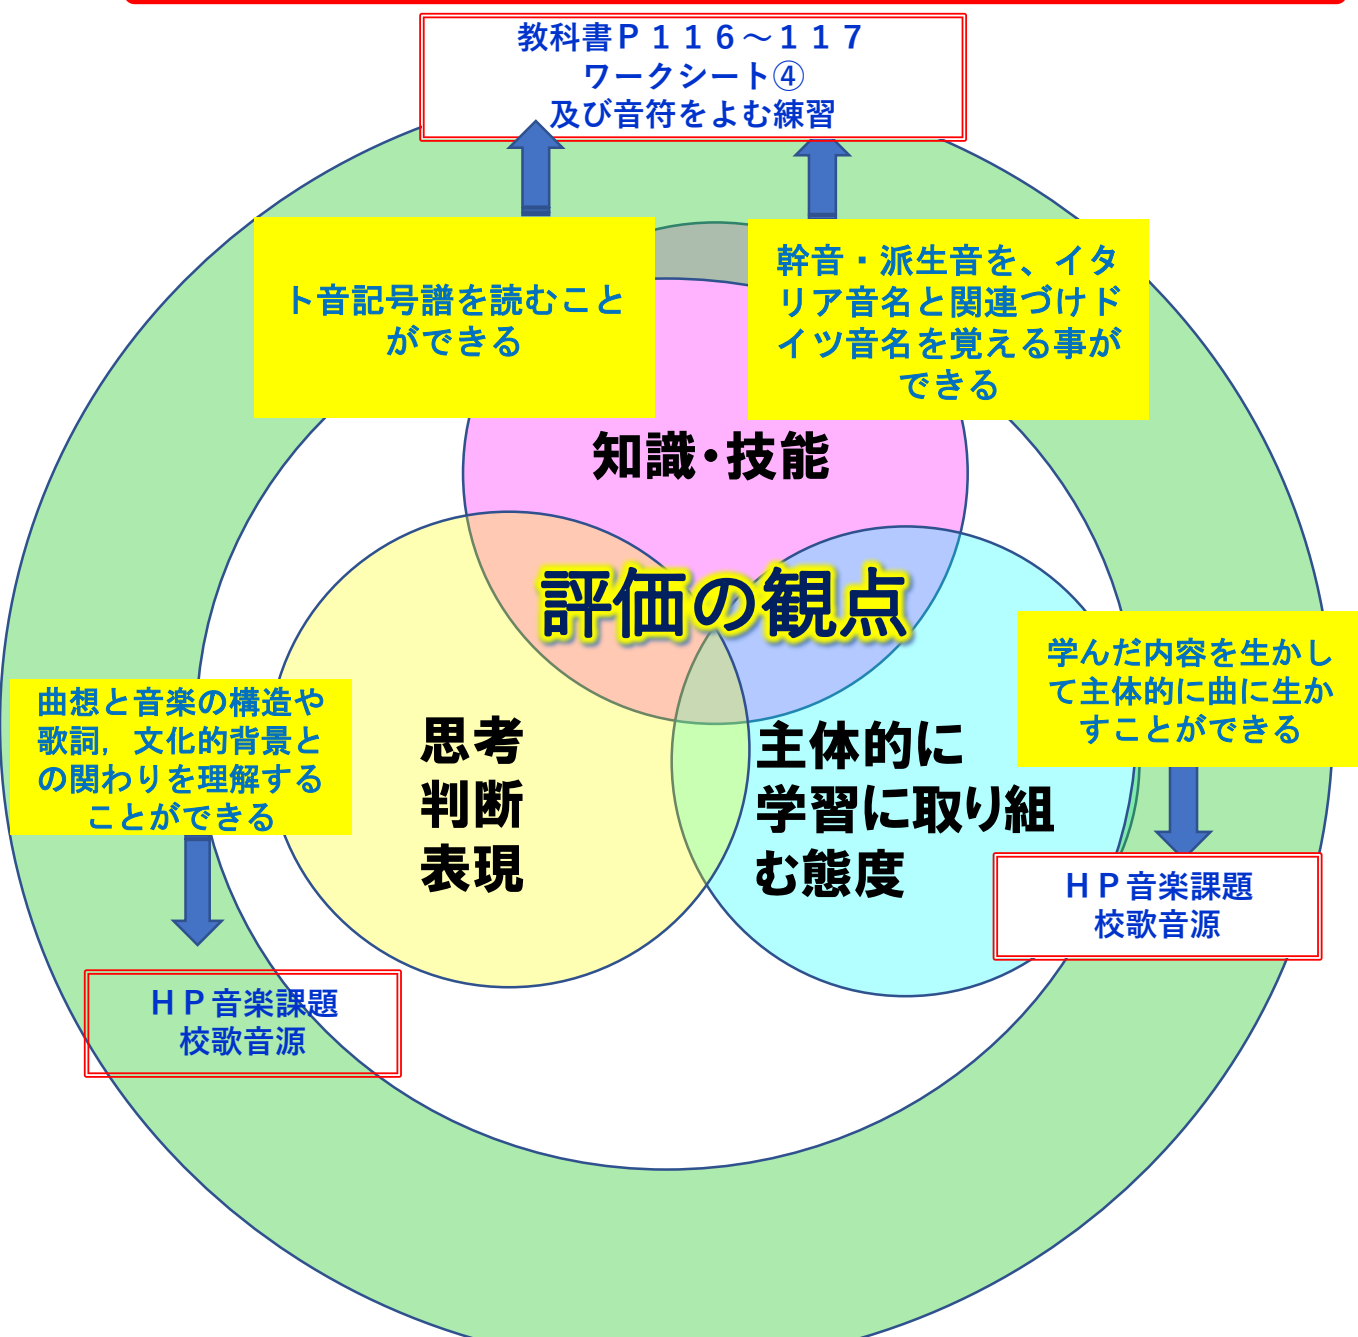 教科書Ｐ１１６～１１７
ワークシート④
及び音符をよむ練習
ト音記号譜を読むこと
ができる
幹音・派生音を、イタ
リア音名と関連づけド
イツ音名を覚える事が
できる
知識・技能
評価の観点
学んだ内容を生かし
て主体的に曲に生か
すことができる
曲想と音楽の構造や
歌詞，文化的背景と
の関わりを理解する
ことができる
思考
判断
表現
主体的に
学習に取り組
む態度
ＨＰ音楽課題
校歌音源
ＨＰ音楽課題
校歌音源